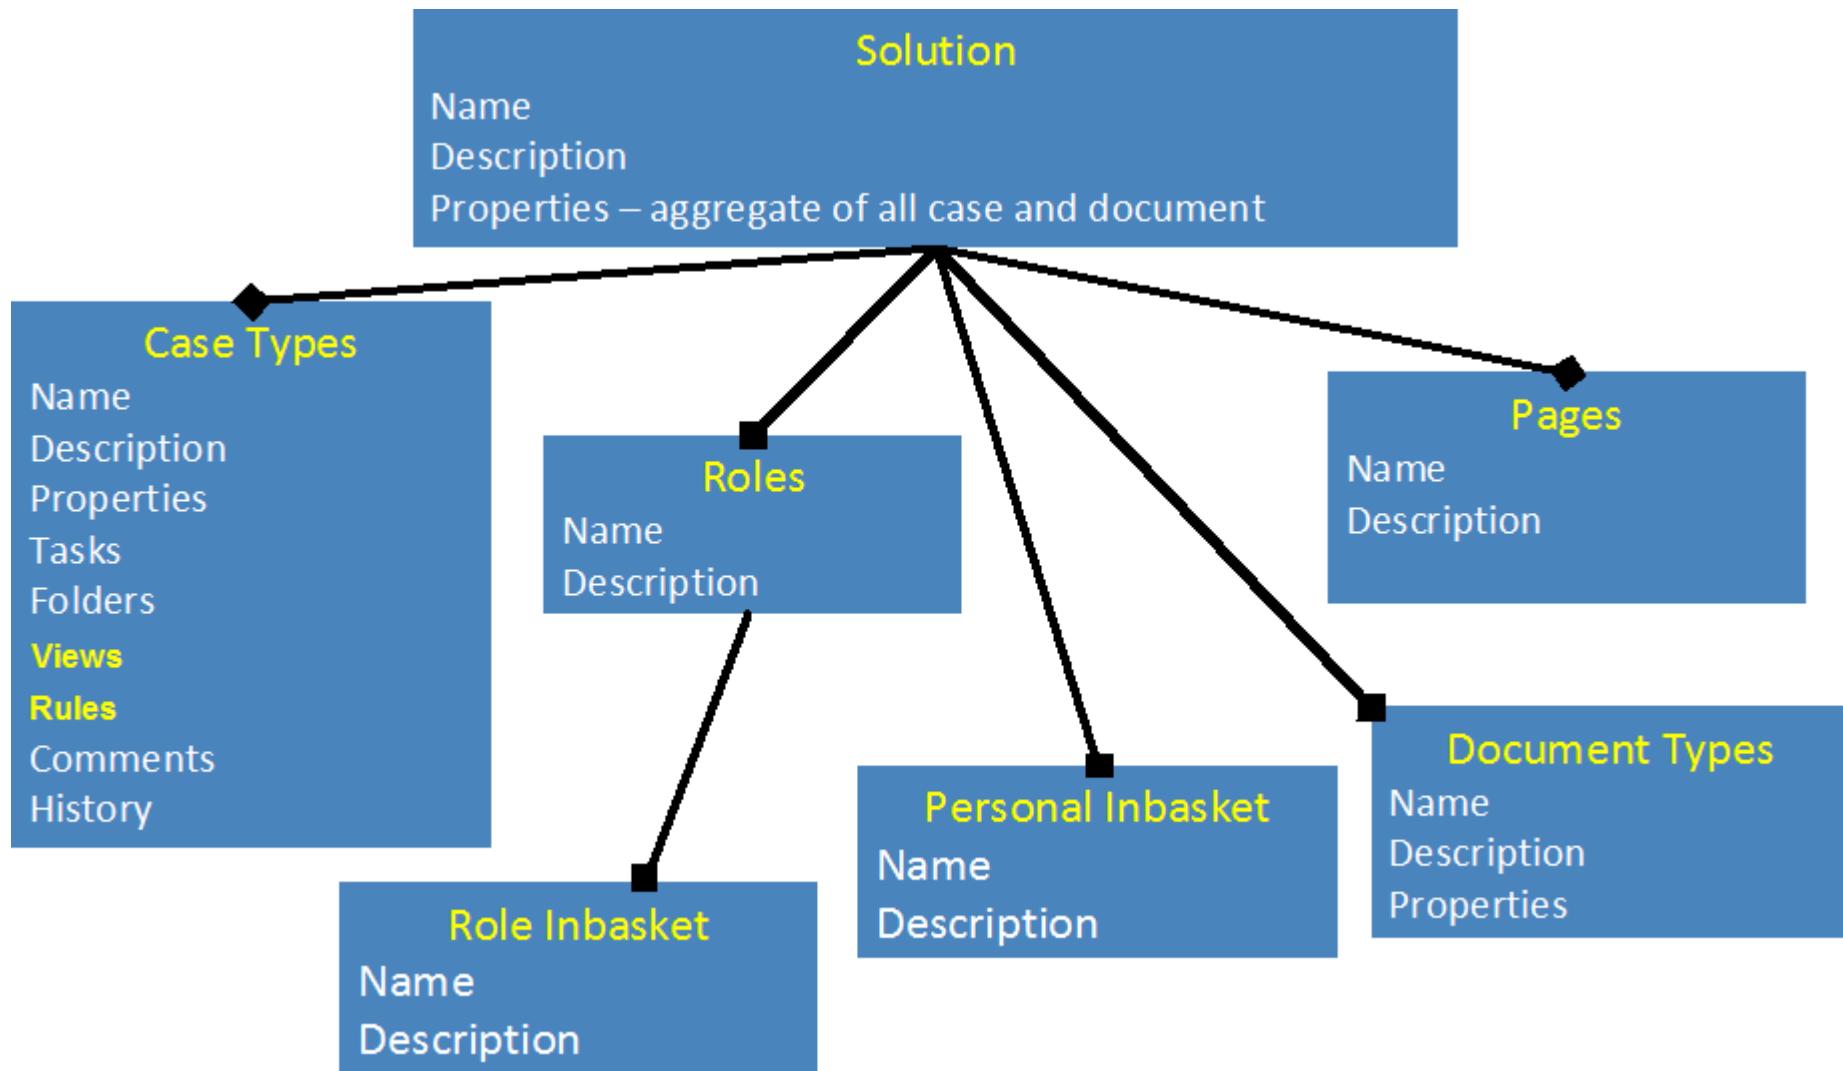 Solution
Name
Description
Properties – aggregate of all case and document
Case Types
Name
Description
Properties
Tasks
Folders
Views
Rules
Comments
History
Roles
Name
Description
Pages
Name
Description
Role Inbasket
Name
Description
Personal Inbasket
Name
Description
Document Types
Name
Description
Properties